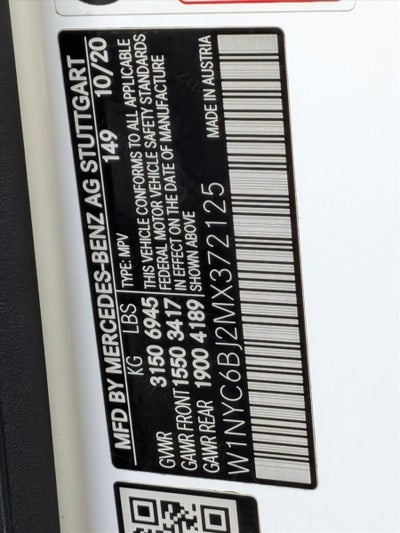 MFD BY MERCEDES-BENZ AG STUTTGART
149 10/20
KG LBS
GVWR 3150 6945
GAWR FRONT 1550 3417
GAWR REAR 1900 4189
TYPE: MPV
THIS VEHICLE CONFORMS TO ALL APPLICABLE
FEDERAL MOTOR VEHICLE SAFETY STANDARDS
IN EFFECT ON THE DATE OF MANUFACTURE
SHOWN ABOVE
MADE IN AUSTRIA
W1NYC6BJ2MX372125